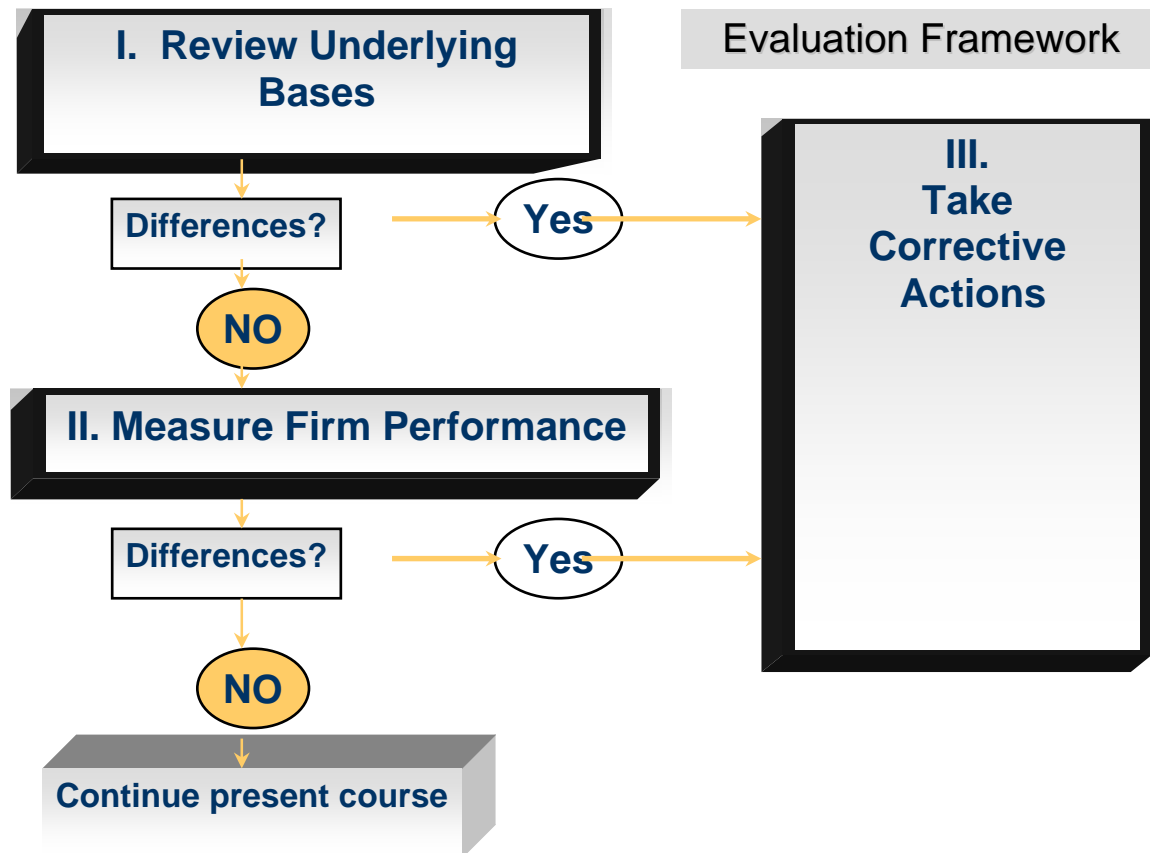 I. Review Underlying
Bases
Evaluation Framework
Differences?
Yes
III.
Take
Corrective
Actions
NO
II. Measure Firm Performance
Differences?
Yes
NO
Continue present course